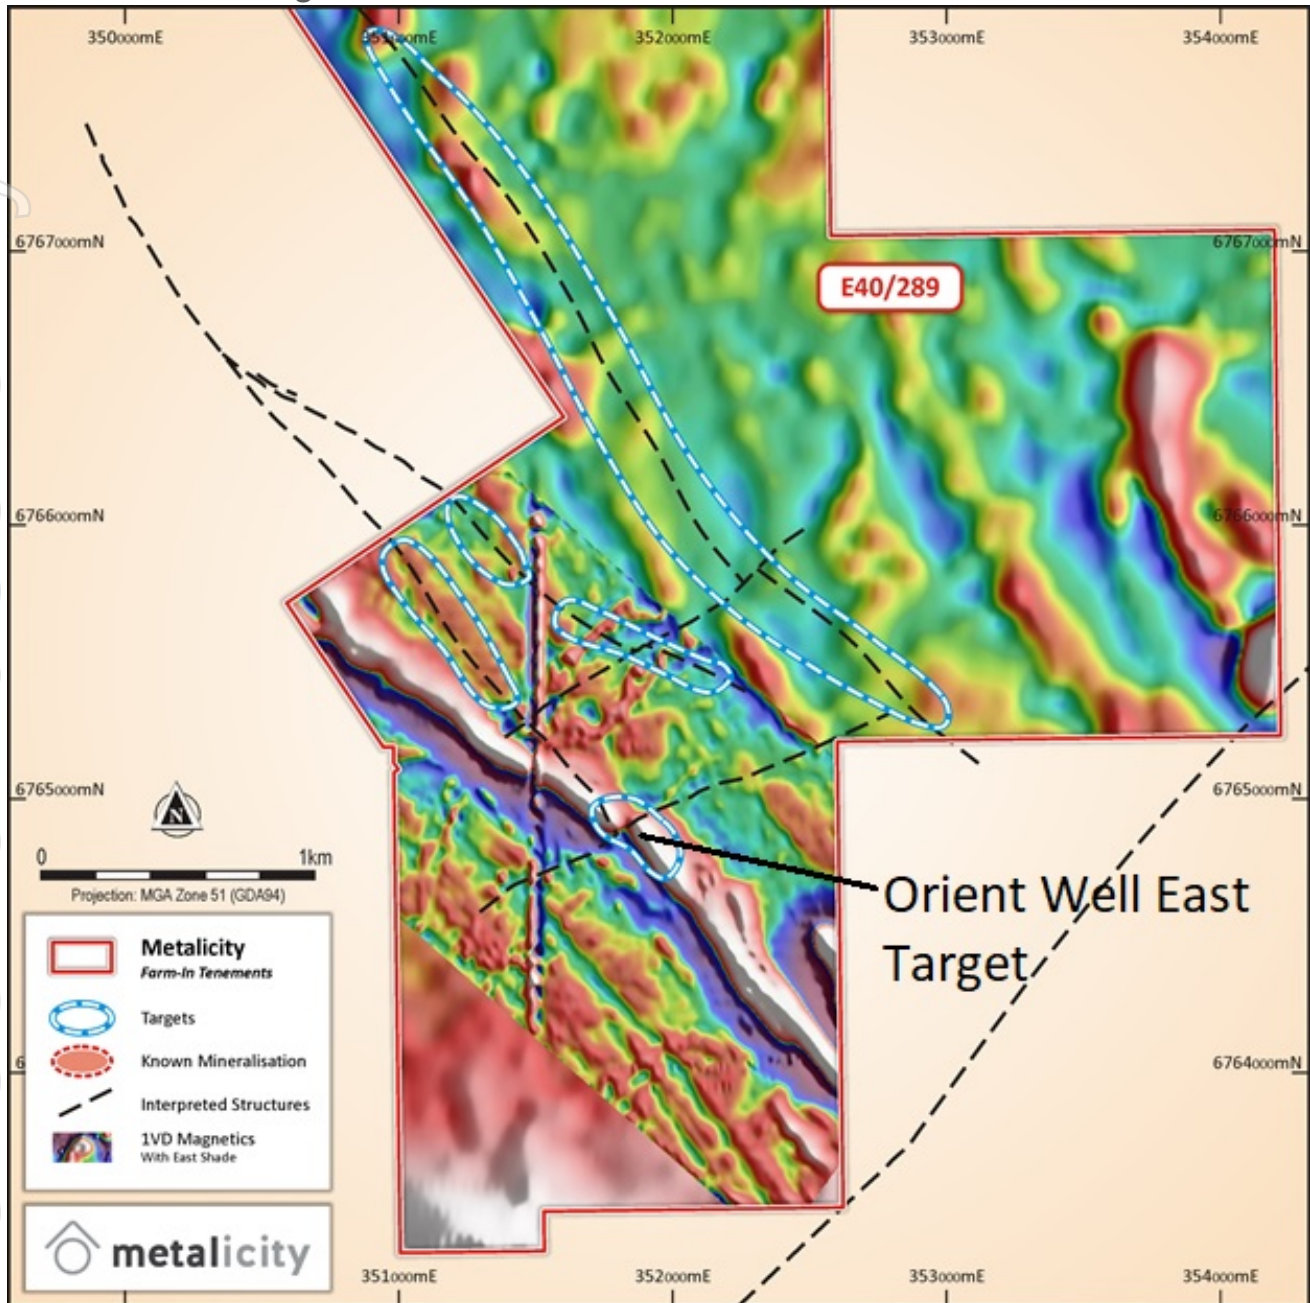 350000mE
351000mE
352000mE
353000mE
354000mE
6767000mN
6767000mN
E40/289
6766000mN
6766000mN
6765000mN
6765000mN
N
0 1km
Projection: MGA Zone 51 (GDA94)
Orient Well East
Target
Metalicity
Farm-In Tenements
Targets
Known Mineralisation
Interpreted Structures
1VD Magnetics
With East Shade
6764000mN
metalicity
351000mE
352000mE
353000mE
354000mE